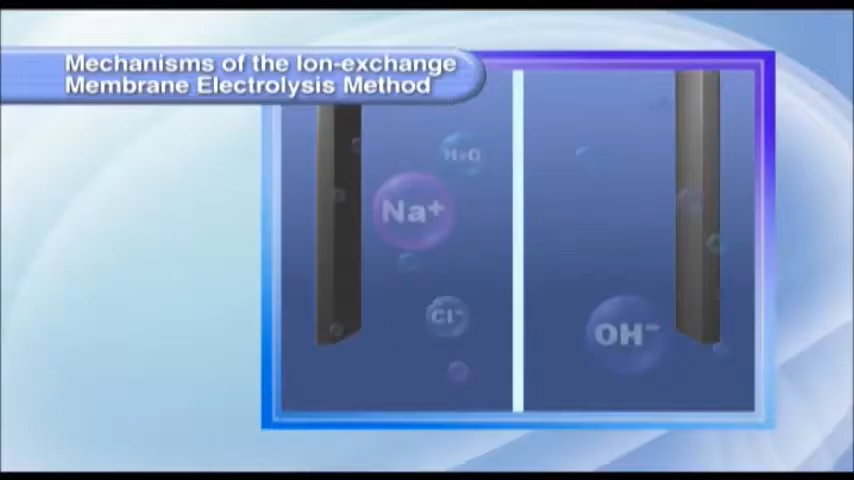 Mechanisms of the Ion-exchange
Membrane Electrolysis Method
H₂O
Na⁺
Cl⁻
OH⁻